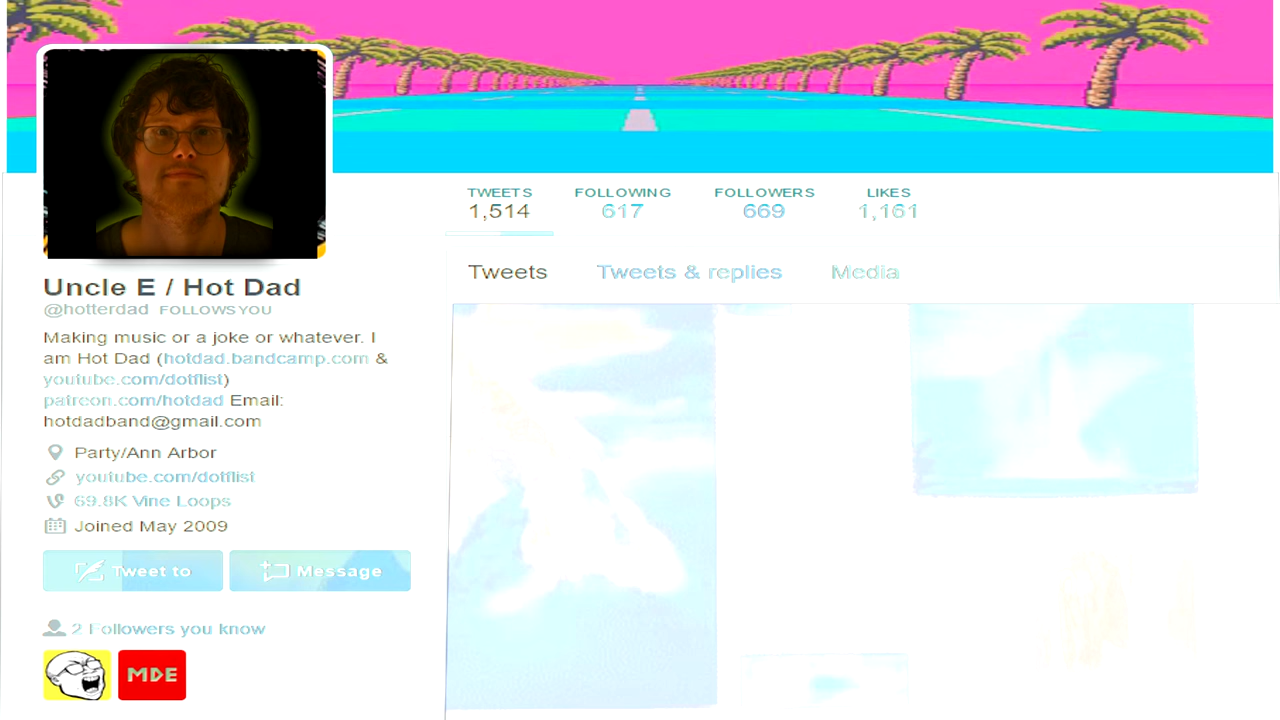 TWEETS FOLLOWING FOLLOWERS LIKES
1,514 617 669 1,161
Tweets Tweets & replies Media
Uncle E / Hot Dad
@hotterdad FOLLOWS YOU
Making music or a joke or whatever. I
am Hot Dad (hotdad.bandcamp.com &
youtube.com/dotflist)
patreon.com/hotdad Email:
hotdadband@gmail.com
Party/Ann Arbor
youtube.com/dotflist
69.8K Vine Loops
Joined May 2009
Tweet to Message
2 Followers you know
MDE